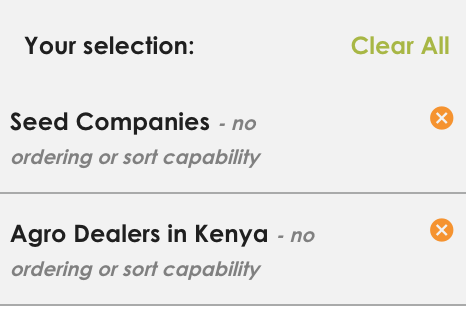 Your selection:
Clear All
Seed Companies - no
ordering or sort capability
Agro Dealers in Kenya - no
ordering or sort capability